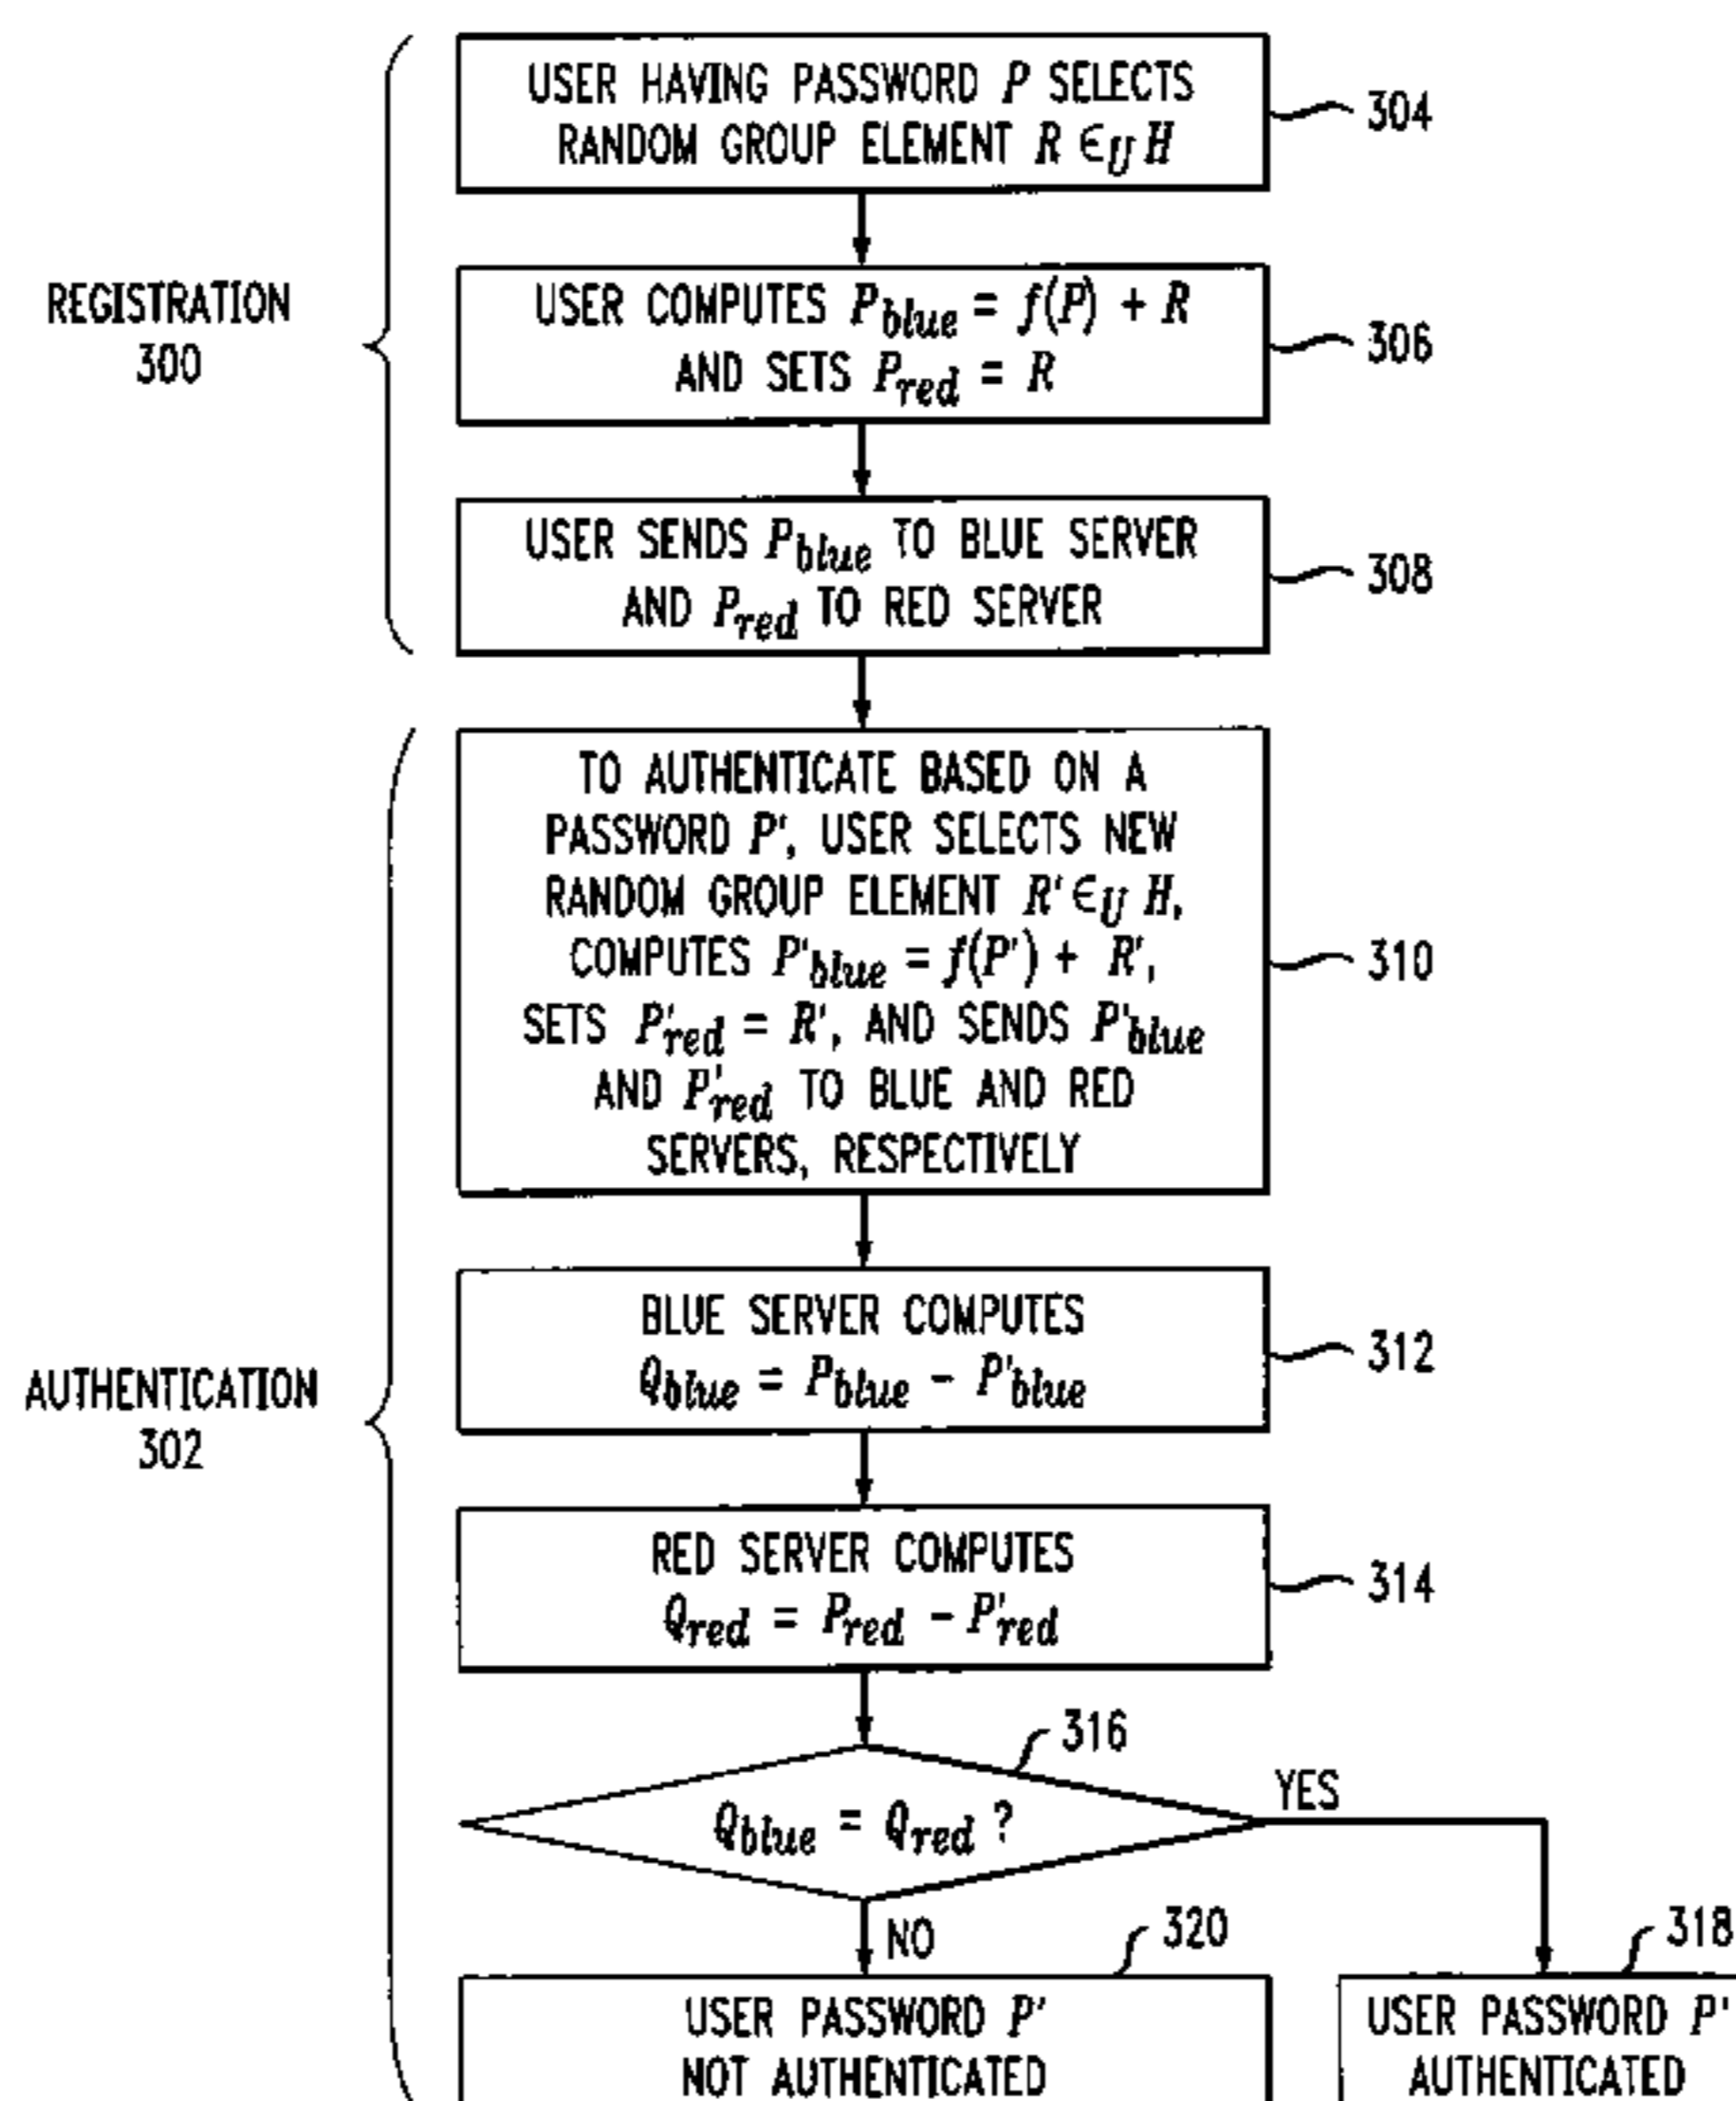 USER HAVING PASSWORD P SELECTS
RANDOM GROUP ELEMENT R ∈U H
304
REGISTRATION
300
USER COMPUTES Pblue = f(P) + R
AND SETS Pred = R
306
USER SENDS Pblue TO BLUE SERVER
AND Pred TO RED SERVER
308
TO AUTHENTICATE BASED ON A
PASSWORD P', USER SELECTS NEW
RANDOM GROUP ELEMENT R' ∈U H,
COMPUTES P'blue = f(P') + R',
SETS P'red = R', AND SENDS P'blue
AND P'red TO BLUE AND RED
SERVERS, RESPECTIVELY
310
AUTHENTICATION
302
BLUE SERVER COMPUTES
Qblue = Pblue - P'blue
312
RED SERVER COMPUTES
Qred = Pred - P'red
314
316
Qblue = Qred ?
YES
NO
320
318
USER PASSWORD P'
NOT AUTHENTICATED
USER PASSWORD P'
AUTHENTICATED